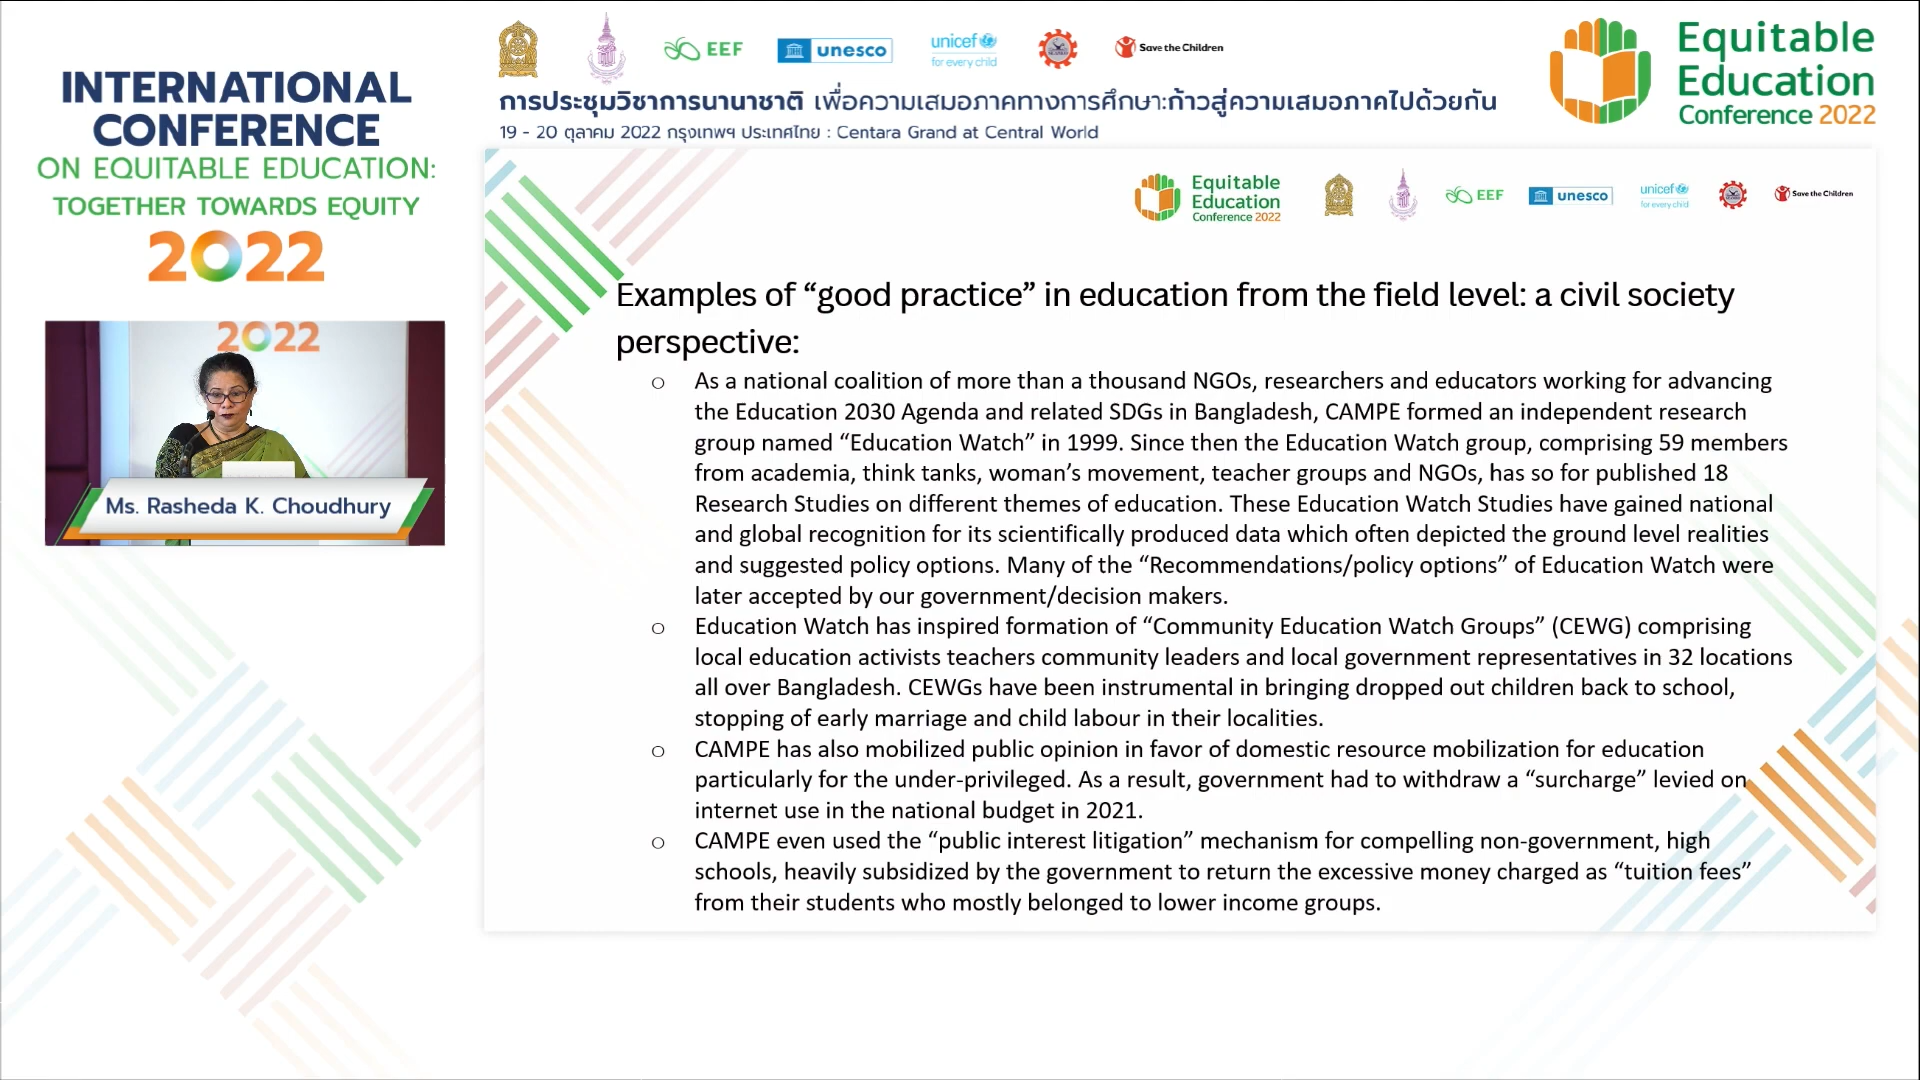 INTERNATIONAL
CONFERENCE
ON EQUITABLE EDUCATION:
TOGETHER TOWARDS EQUITY
2022
2022
Ms. Rasheda K. Choudhury
EEF
unesco
unicef
for every child
Save the Children
การประชุมวิชาการนานาชาติ เพื่อความเสมอภาคทางการศึกษา:ก้าวสู่ความเสมอภาคไปด้วยกัน
19 - 20 ตุลาคม 2022 กรุงเทพฯ ประเทศไทย : Centara Grand at Central World
Equitable
Education
Conference 2022
Equitable
Education
Conference 2022
EEF
unesco
unicef
for every child
Save the Children
Examples of “good practice” in education from the field level: a civil society
perspective:
o As a national coalition of more than a thousand NGOs, researchers and educators working for advancing
the Education 2030 Agenda and related SDGs in Bangladesh, CAMPE formed an independent research
group named “Education Watch” in 1999. Since then the Education Watch group, comprising 59 members
from academia, think tanks, woman’s movement, teacher groups and NGOs, has so for published 18
Research Studies on different themes of education. These Education Watch Studies have gained national
and global recognition for its scientifically produced data which often depicted the ground level realities
and suggested policy options. Many of the “Recommendations/policy options” of Education Watch were
later accepted by our government/decision makers.
o Education Watch has inspired formation of “Community Education Watch Groups” (CEWG) comprising
local education activists teachers community leaders and local government representatives in 32 locations
all over Bangladesh. CEWGs have been instrumental in bringing dropped out children back to school,
stopping of early marriage and child labour in their localities.
o CAMPE has also mobilized public opinion in favor of domestic resource mobilization for education
particularly for the under-privileged. As a result, government had to withdraw a “surcharge” levied on
internet use in the national budget in 2021.
o CAMPE even used the “public interest litigation” mechanism for compelling non-government, high
schools, heavily subsidized by the government to return the excessive money charged as “tuition fees”
from their students who mostly belonged to lower income groups.